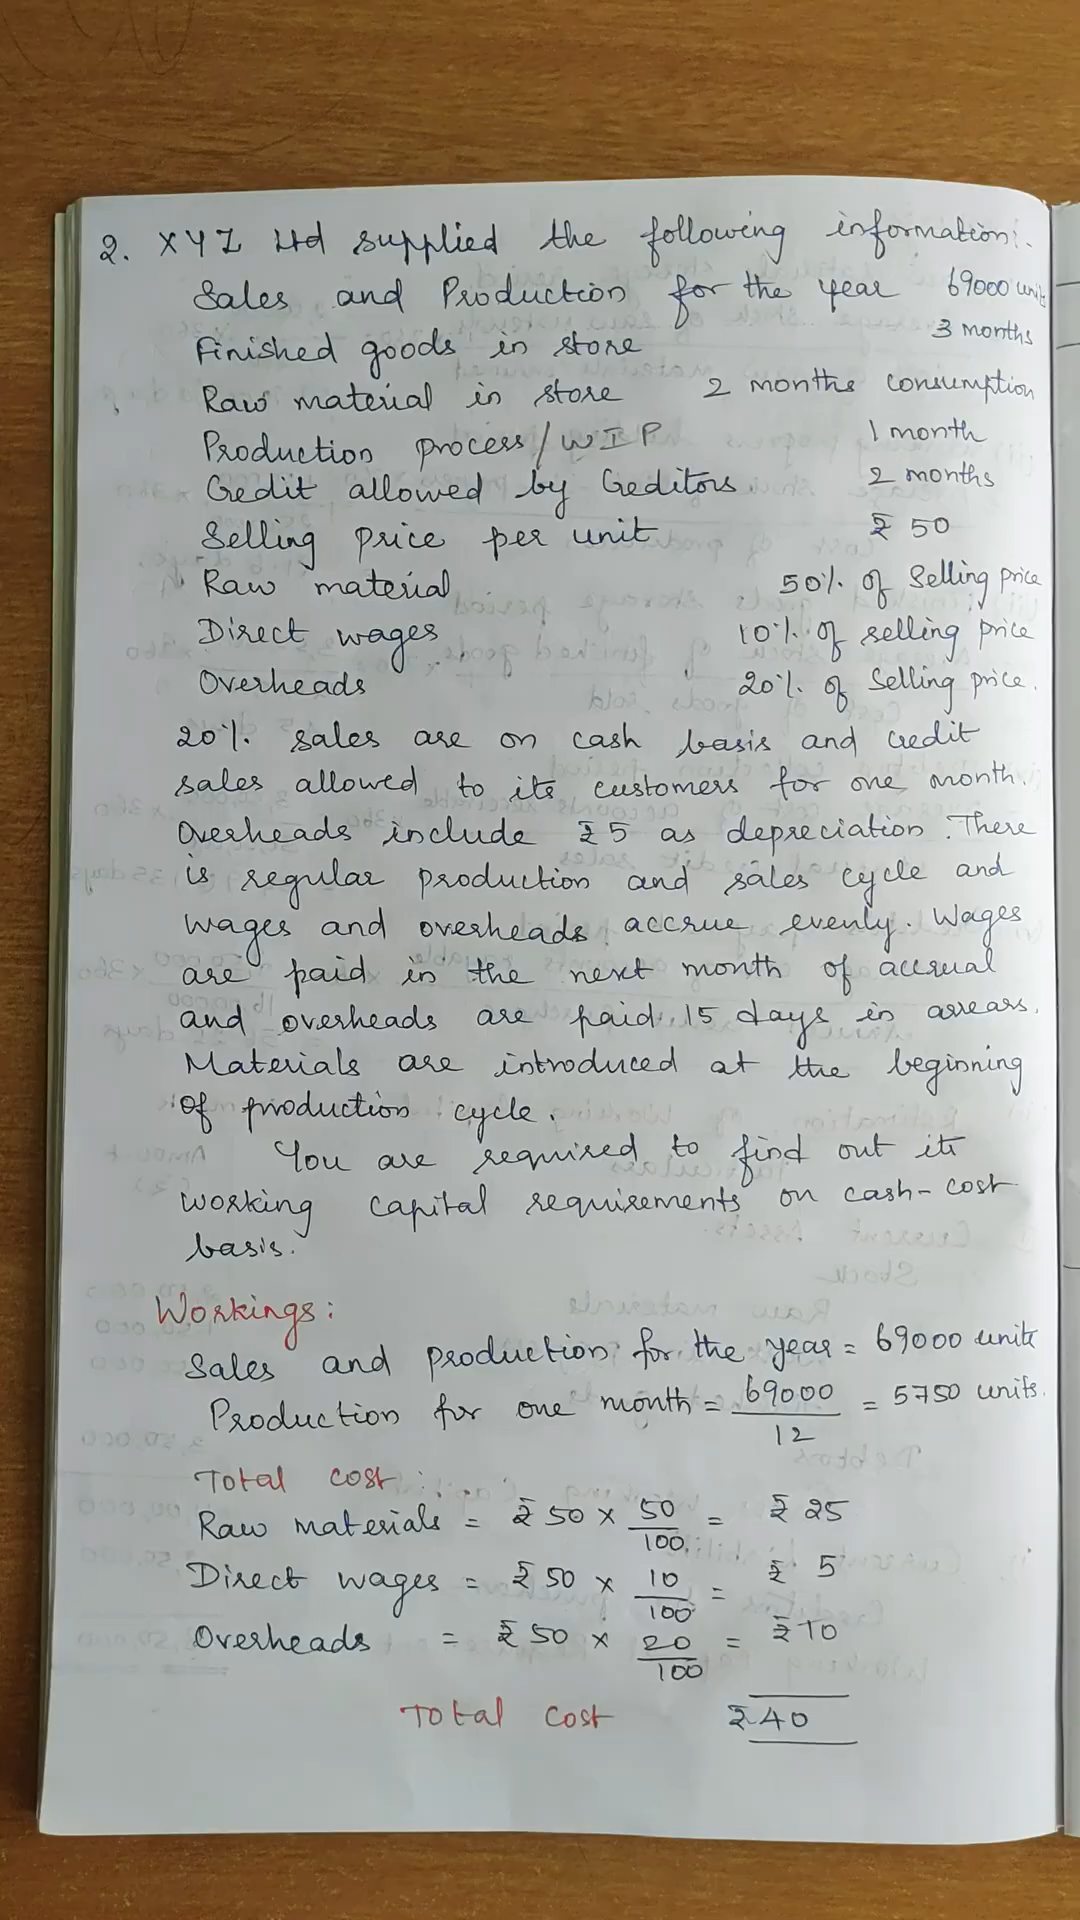 2. XYZ Ltd supplied the following information:-
Sales and Production for the year 69000 units
Finished goods in store 3 months
Raw material in store 2 months consumption
Production process/WIP 1 month
Credit allowed by Creditors 2 months
Selling price per unit ₹ 50
Raw material 50% of Selling price
Direct wages 10% of selling price
Overheads 20% of Selling price.
20% sales are on cash basis and credit
sales allowed to its customers for one month.
Overheads include ₹5 as depreciation. There
is regular production and sales cycle and
wages and overheads accrue evenly. Wages
are paid in the next month of accrual
and overheads are paid 15 days in arrears.
Materials are introduced at the beginning
of production cycle.
You are required to find out its
working capital requirements on cash-cost
basis.
Workings:
Sales and production for the year = 69000 units
Production for one month = 69000/12 = 5750 units.
Total cost:
Raw materials = ₹ 50 × 50/100 = ₹ 25
Direct wages = ₹ 50 × 10/100 = ₹ 5
Overheads = ₹ 50 × 20/100 = ₹ 10
Total cost ₹ 40